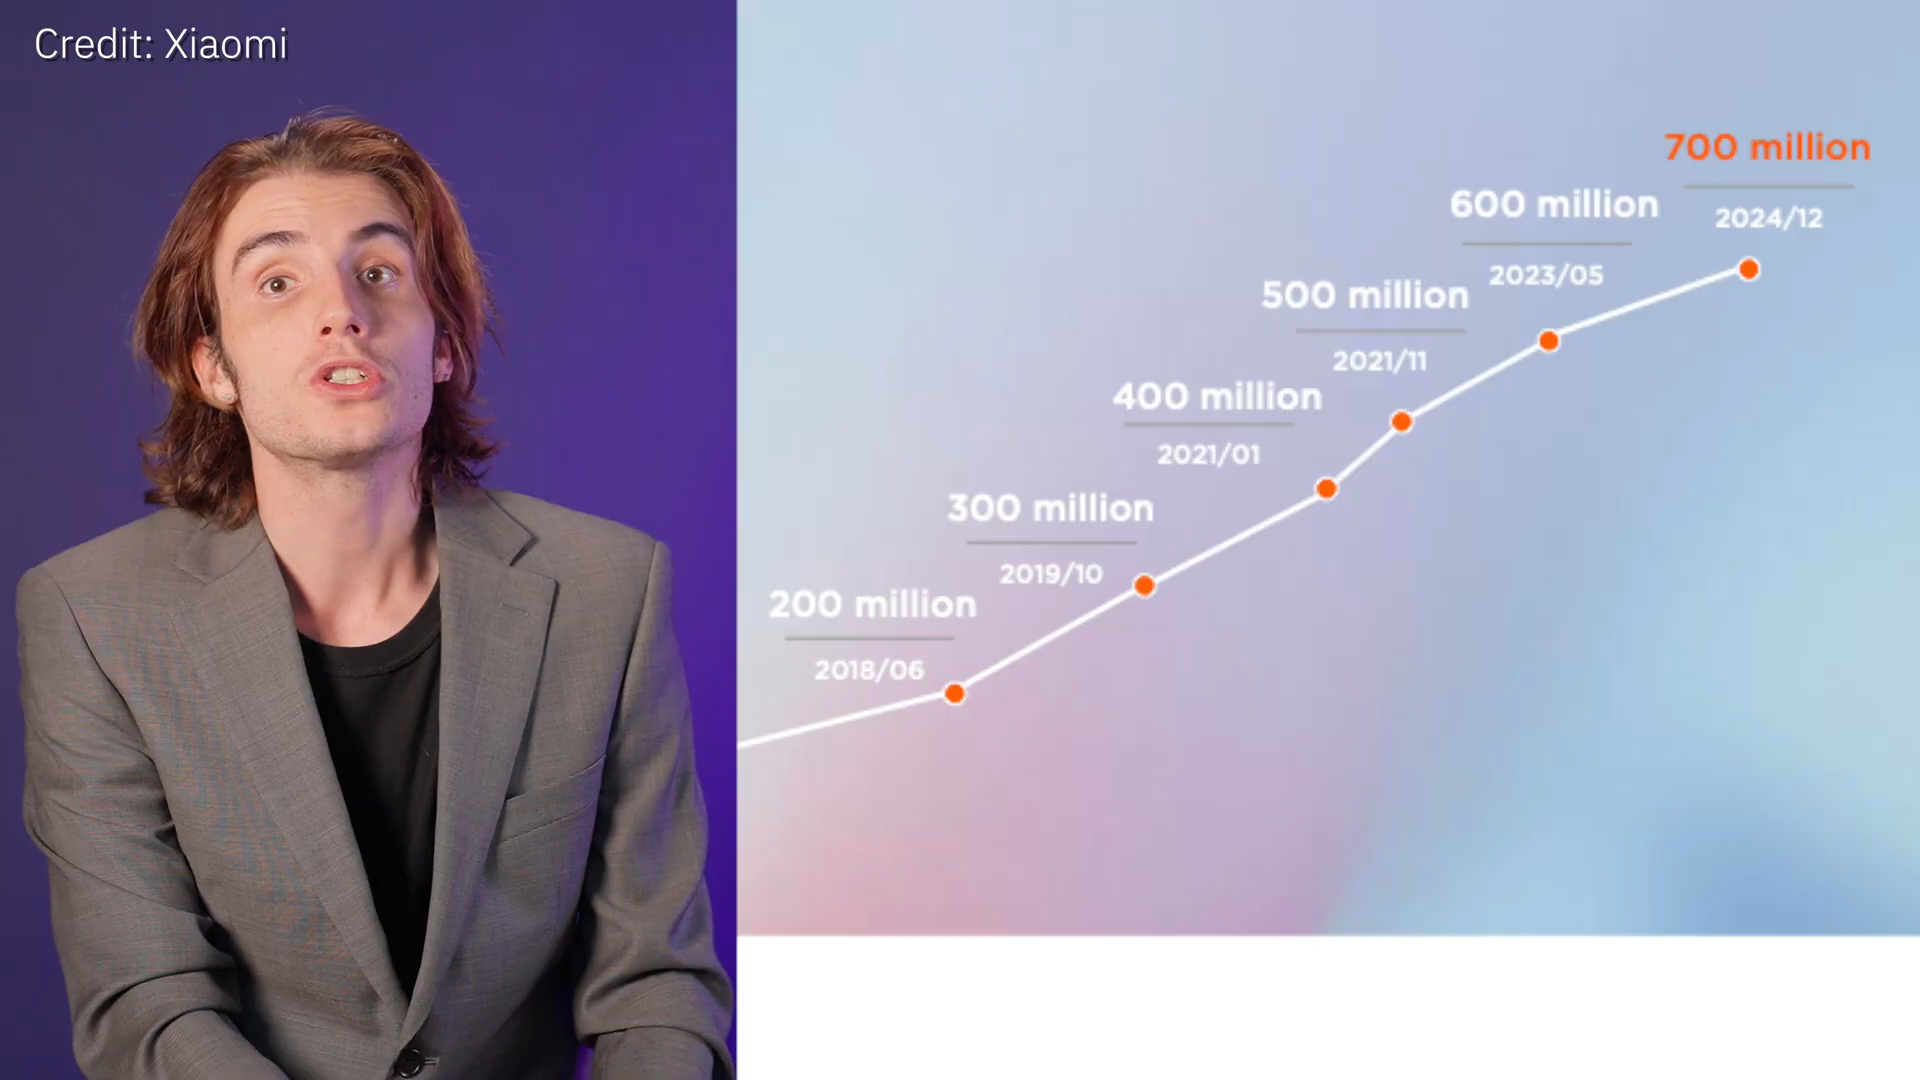 Credit: Xiaomi
200 million
2018/06
300 million
2019/10
400 million
2021/01
500 million
2021/11
600 million
2023/05
700 million
2024/12